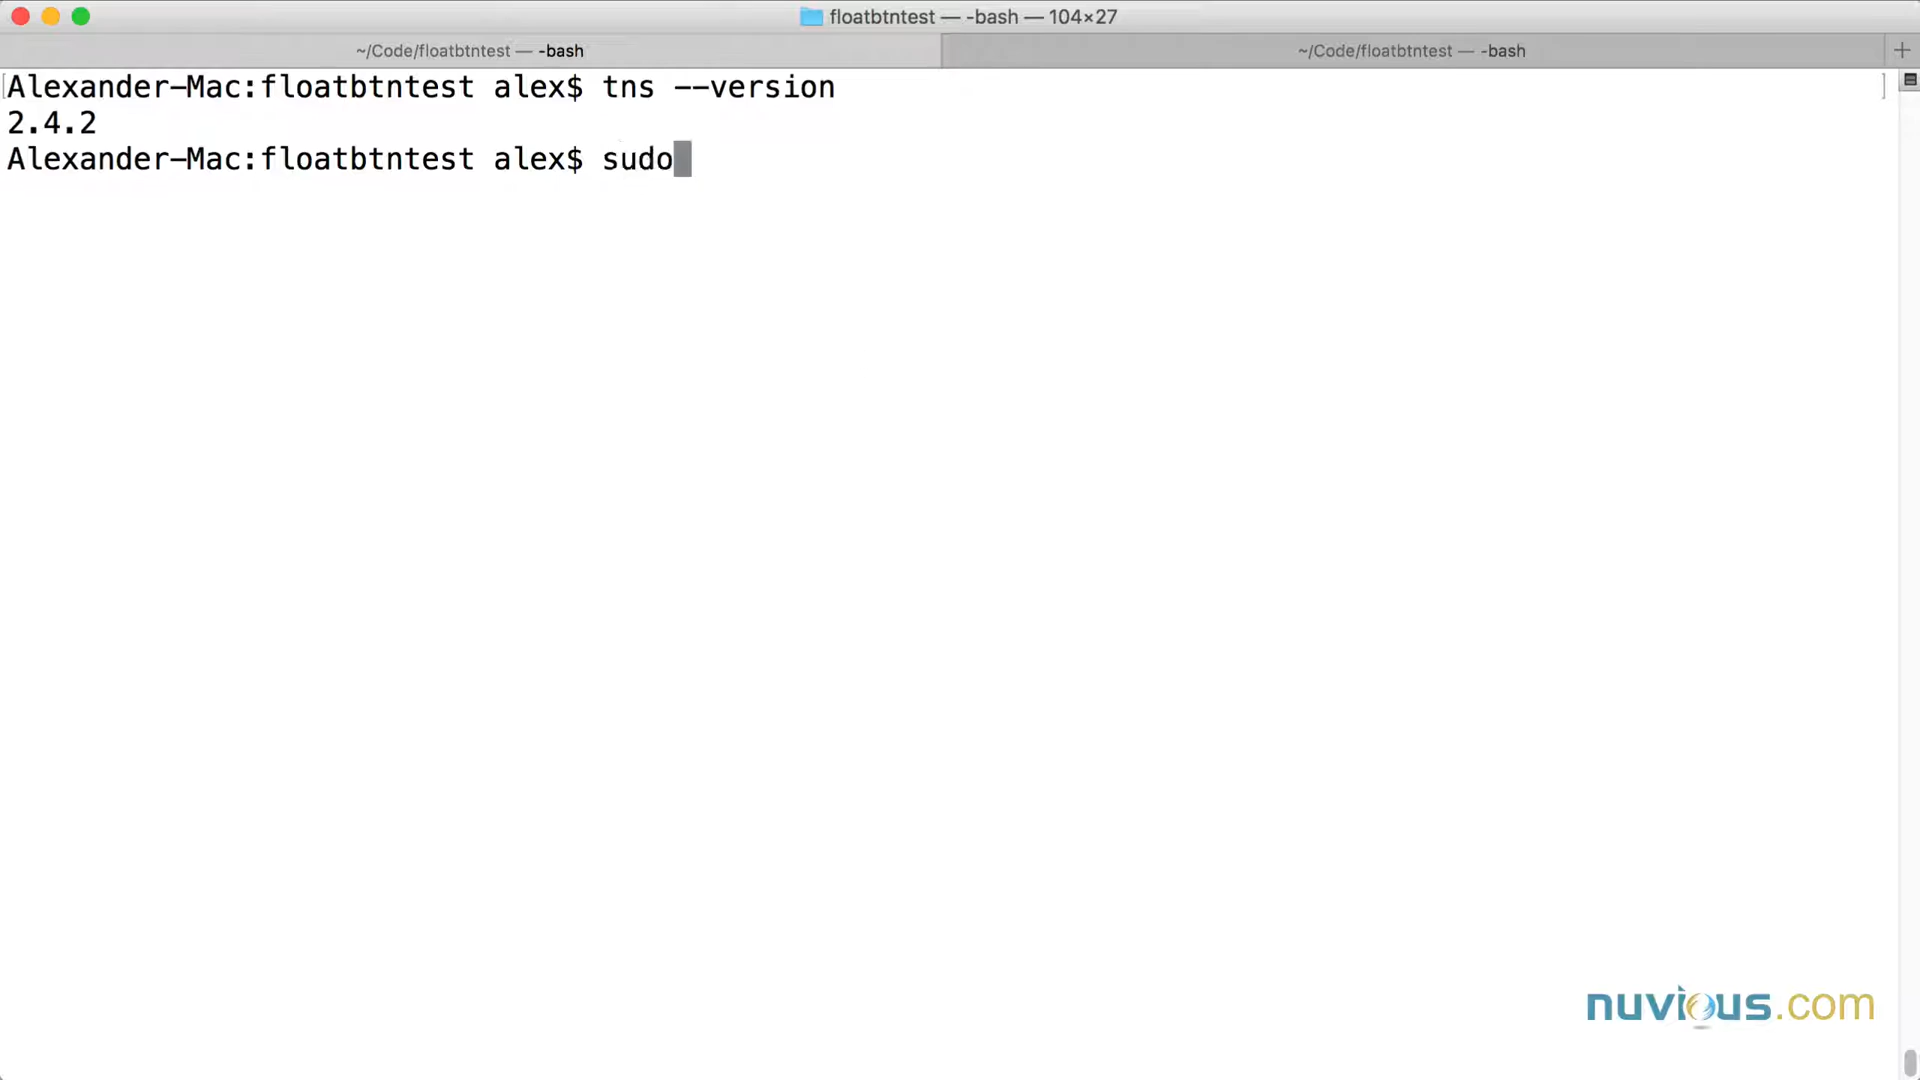 floatbtntest — -bash — 104×27
~/Code/floatbtntest — -bash
~/Code/floatbtntest — -bash
Alexander-Mac:floatbtntest alex$ tns --version
2.4.2
Alexander-Mac:floatbtntest alex$ sudo
nuvious.com